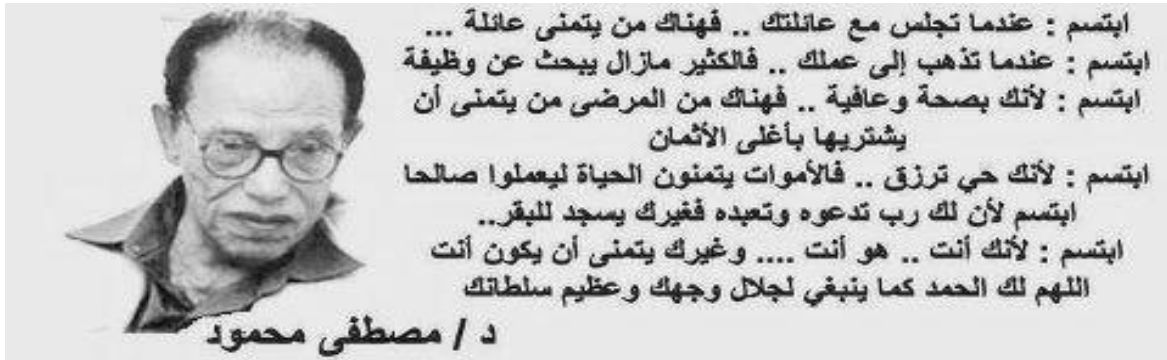 ابتسم : عندما تجلس مع عائلتك .. فهناك من يتمنى عائلة ...
ابتسم : عندما تذهب إلى عملك .. فالكثير مازال يبحث عن وظيفة
ابتسم : لأنك بصحة وعافية .. فهناك من المرضى من يتمنى أن
يشتريها بأغلى الأثمان
ابتسم : لأنك حي ترزق .. فالأموات يتمنون الحياة ليعملوا صالحا
ابتسم لأن لك رب تدعوه وتعبده فغيرك يسجد للبقر..
ابتسم : لأنك أنت .. هو أنت .... وغيرك يتمنى أن يكون أنت
اللهم لك الحمد كما ينبغي لجلال وجهك وعظيم سلطانك
د / مصطفى محمود